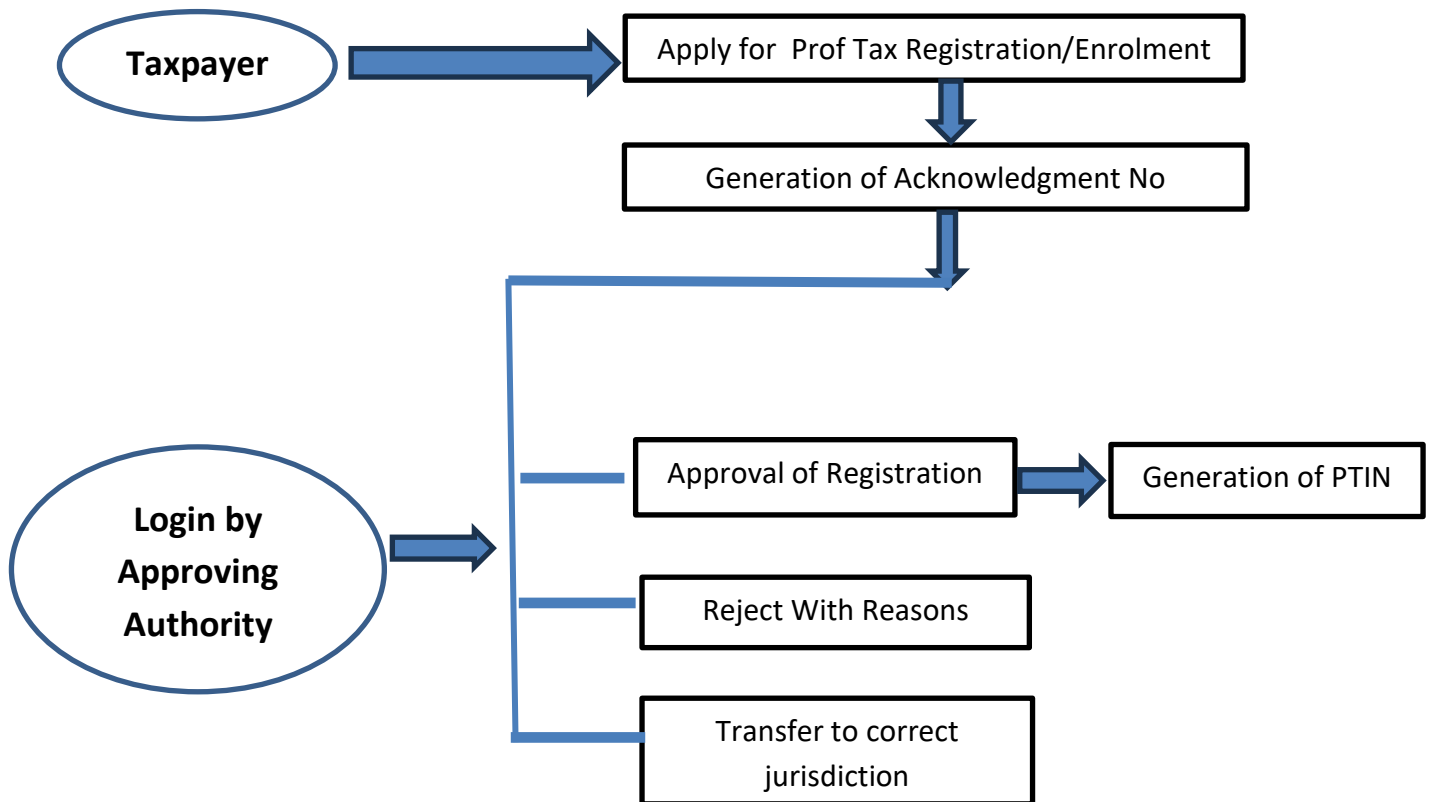 Taxpayer
Apply for  Prof Tax Registration/Enrolment
Generation of Acknowledgment No
Login by
Approving
Authority
Approval of Registration
Generation of PTIN
Reject With Reasons
Transfer to correct
jurisdiction